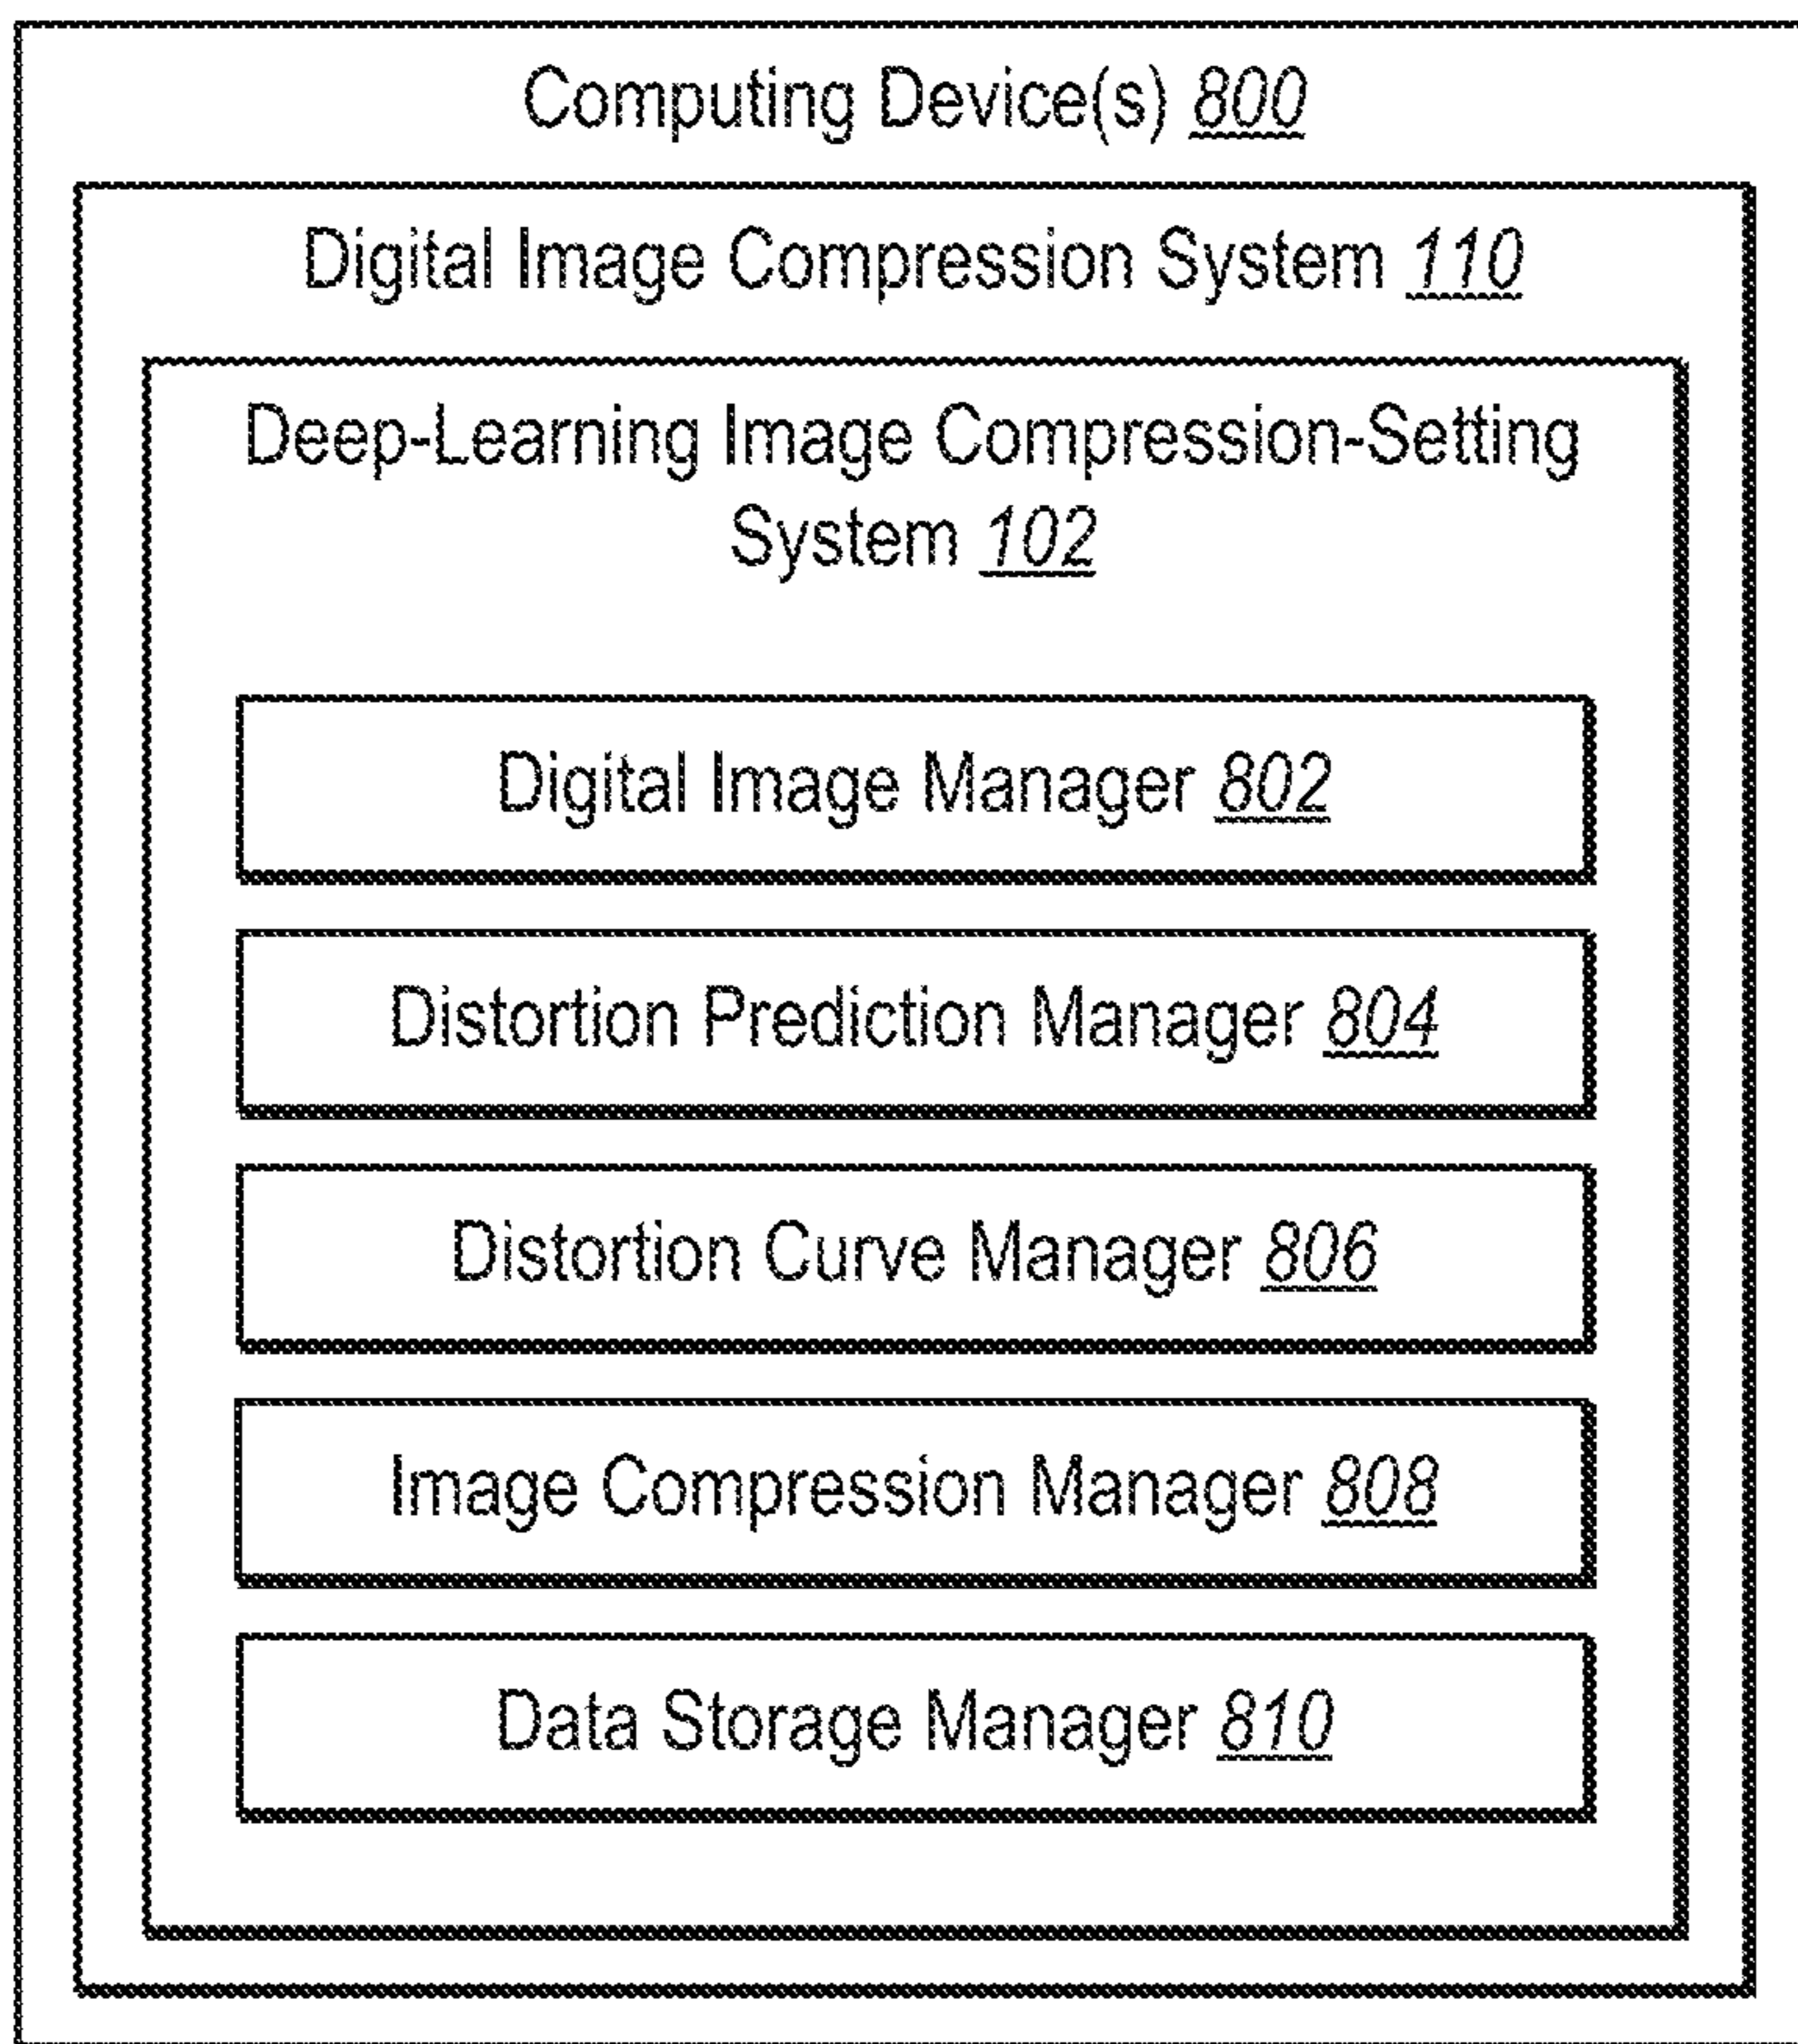 Computing Device(s) 800
Digital Image Compression System 110
Deep-Learning Image Compression-Setting
System 102
Digital Image Manager 802
Distortion Prediction Manager 804
Distortion Curve Manager 806
Image Compression Manager 808
Data Storage Manager 810